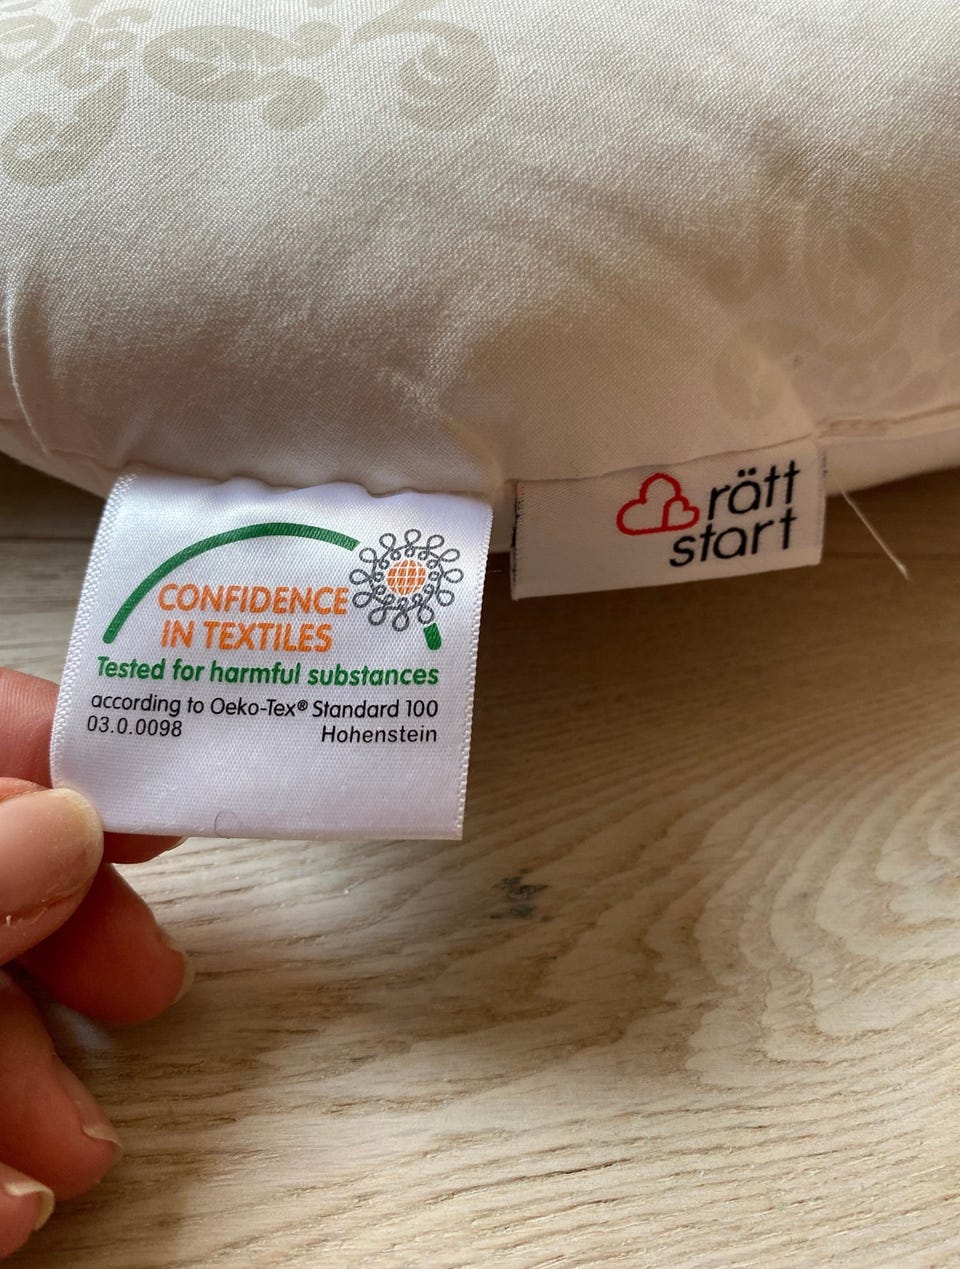 CONFIDENCE
IN TEXTILES
Tested for harmful substances
according to Oeko-Tex® Standard 100
03.0.0098 Hohenstein
rätt
start